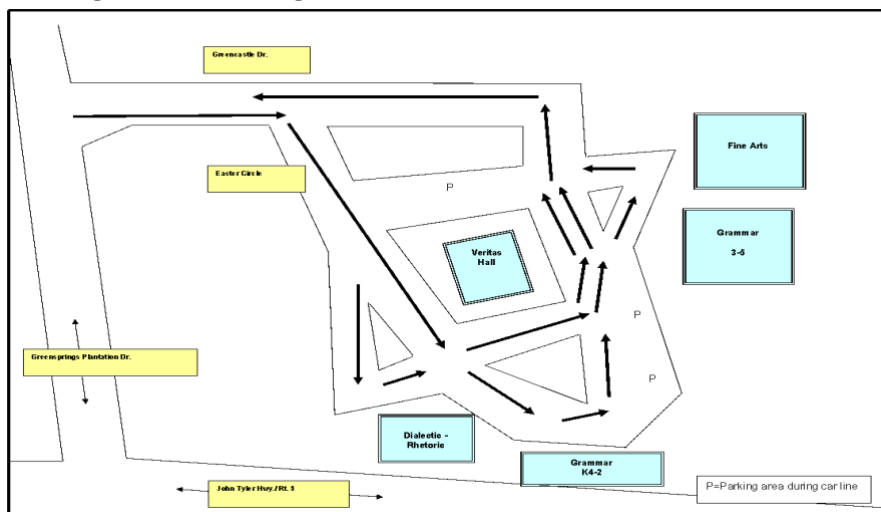 Greencastle Dr.
Fine Arts
Easter Circle
P
Grammar
3-5
Veritas
Hall
P
Greensprings Plantation Dr.
P
Dialectic -
Rhetoric
Grammar
K4-2
John Tyler Hwy./Rt. 5
P=Parking area during car line